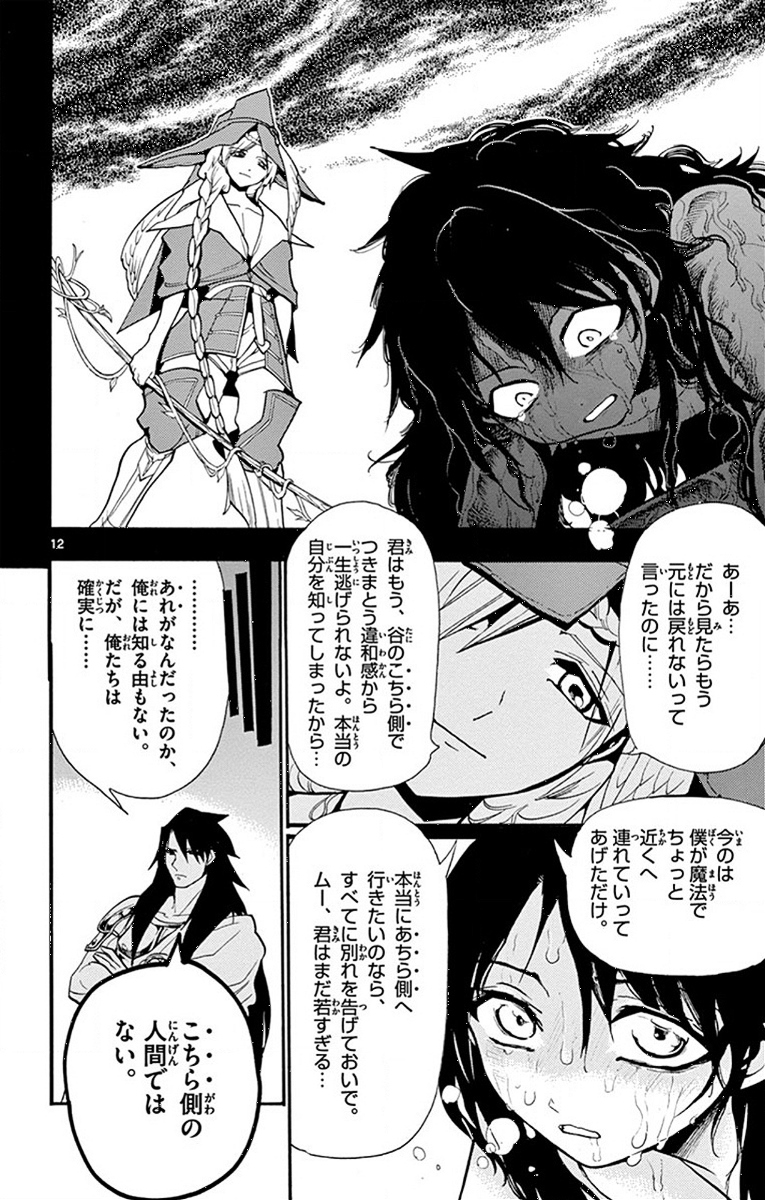 あーあ…
だから見たらもう
元には戻れないって
言ったのに……
君はもう、谷のこちら側で
つきまとう違和感から
一生逃げられないよ。本当の
自分を知ってしまったから…
今のは
僕が魔法で
ちょっと
近くへ
連れていって
あげただけ。
本当にあちら側へ
行きたいのなら、
すべてに別れを告げておいで。
ムー、君はまだ若すぎる…
…………
あれがなんだったのか、
俺には知る由もない。
だが、俺たちは
確実に……
こちら側の
人間では
ない。
12